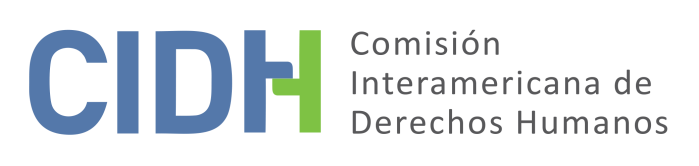 CIDH
Comisión
Interamericana de
Derechos Humanos